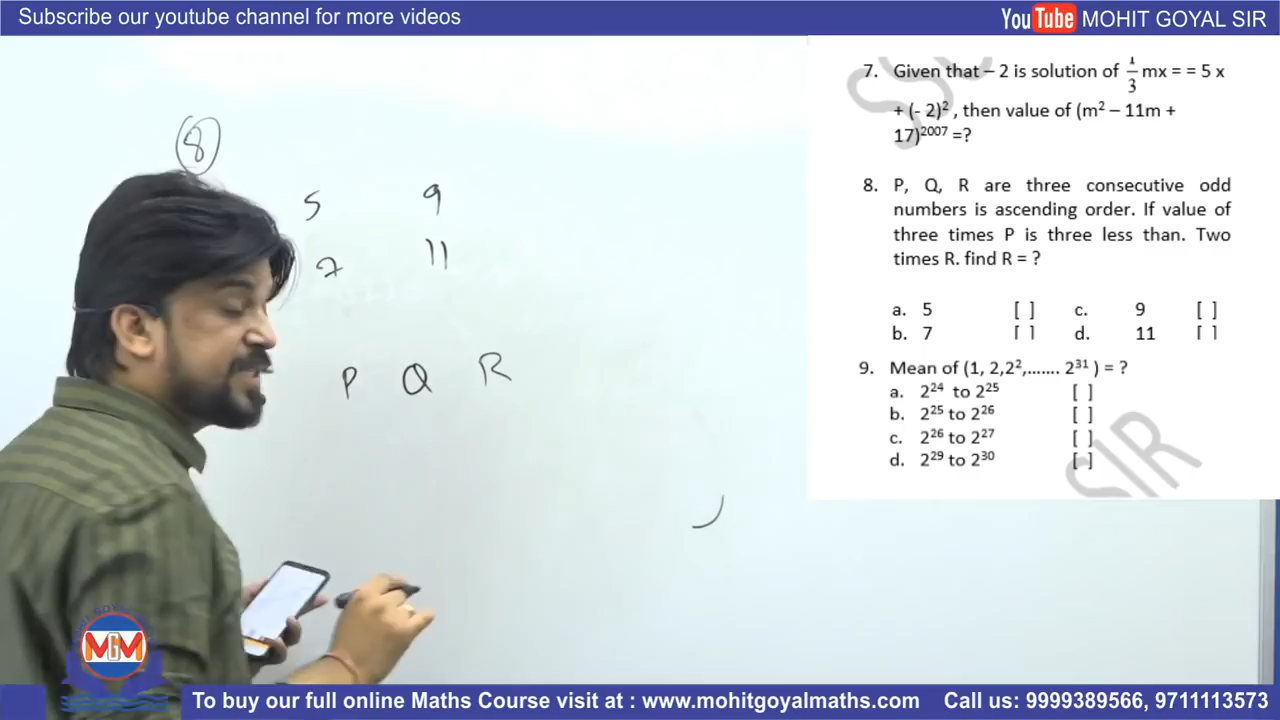 Subscribe our youtube channel for more videos
YouTube MOHIT GOYAL SIR
7. Given that – 2 is solution of 1/3 mx = = 5 x
+ (- 2)², then value of (m² – 11m +
17)²⁰⁰⁷ =?
8. P, Q, R are three consecutive odd
numbers is ascending order. If value of
three times P is three less than. Two
times R. find R = ?
a. 5 [ ] c. 9 [ ]
b. 7 [ ] d. 11 [ ]
9. Mean of (1, 2,2²,....... 2³¹ ) = ?
a. 2²⁴ to 2²⁵ [ ]
b. 2²⁵ to 2²⁶ [ ]
c. 2²⁶ to 2²⁷ [ ]
d. 2²⁹ to 2³⁰ [ ]
SIR
8
5 9
7 11
P Q R
MGM
To buy our full online Maths Course visit at : www.mohitgoyalmaths.com Call us: 9999389566, 9711113573